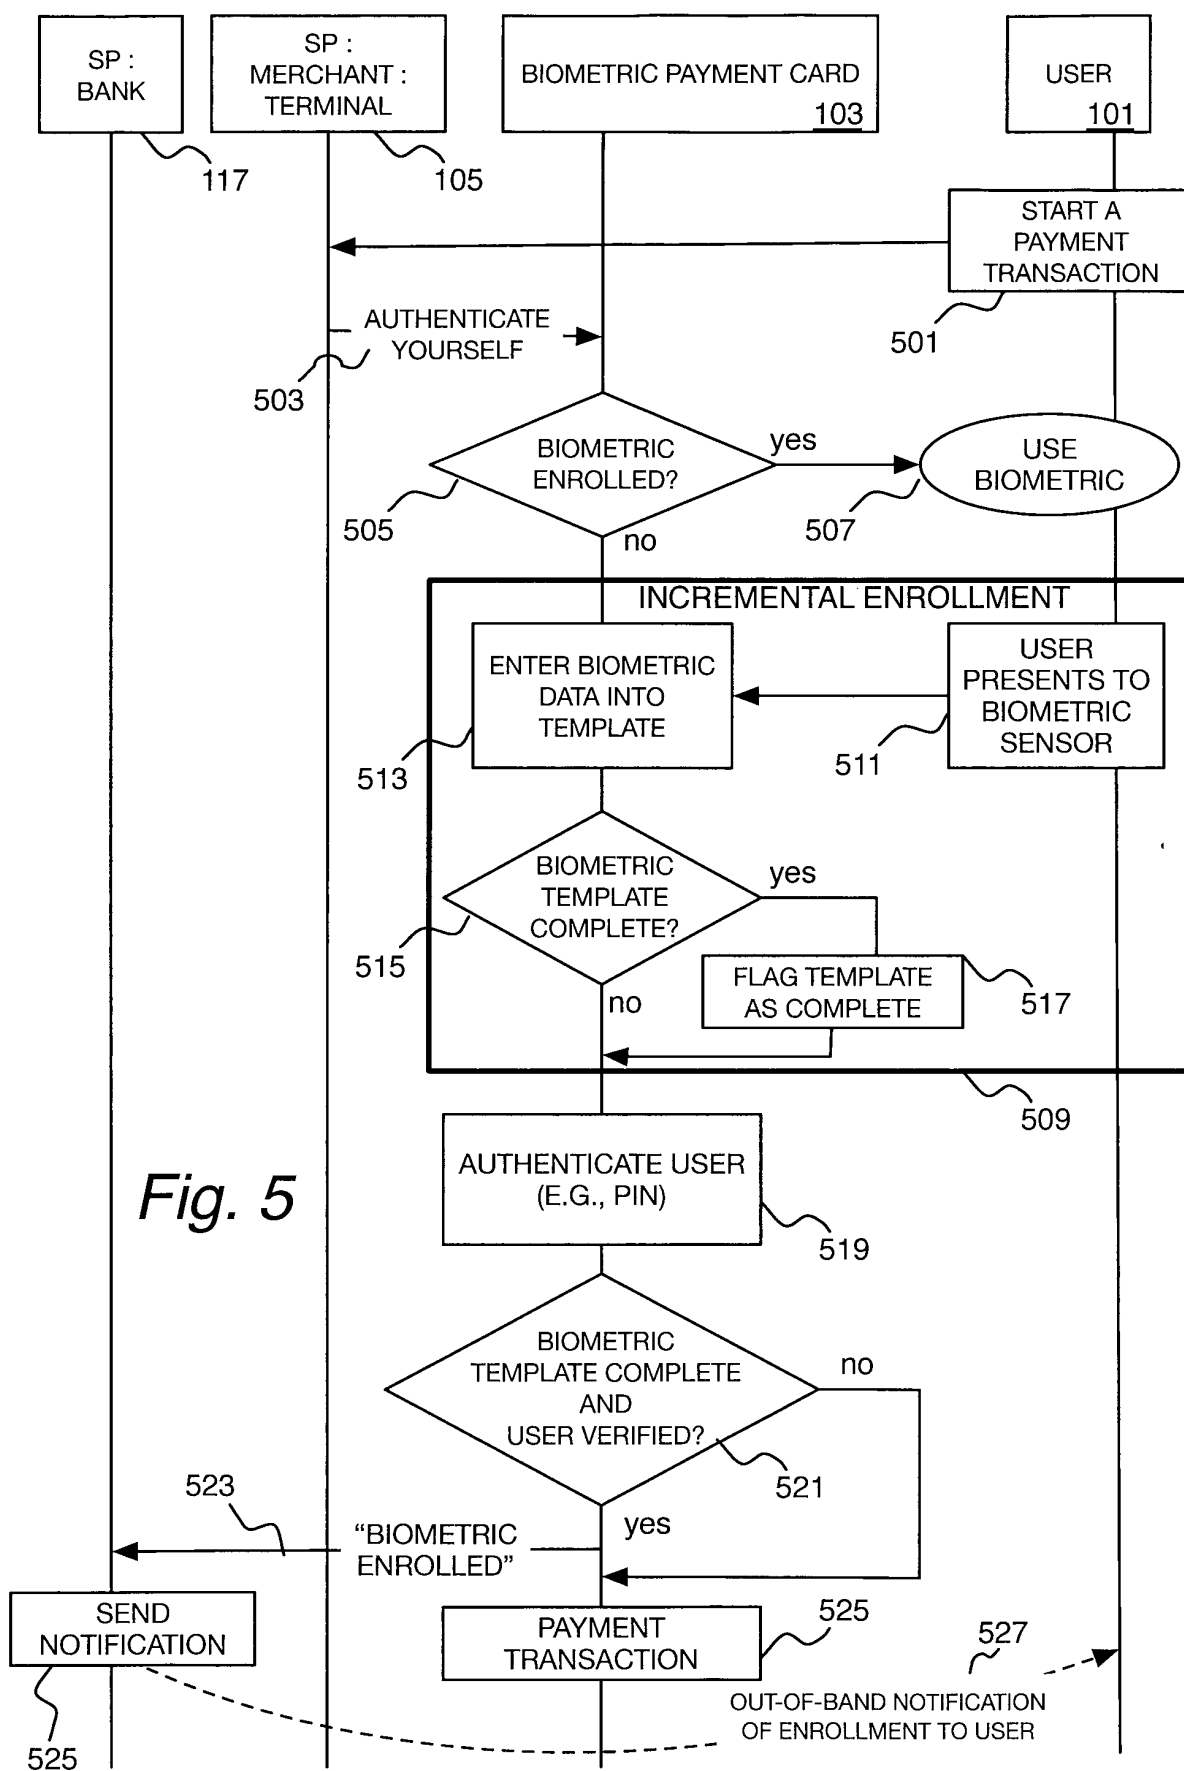 SP :
BANK
SP :
MERCHANT :
TERMINAL
BIOMETRIC PAYMENT CARD
103
USER
101
117
105
START A
PAYMENT
TRANSACTION
501
AUTHENTICATE
YOURSELF
503
BIOMETRIC
ENROLLED?
yes
USE
BIOMETRIC
505
507
no
INCREMENTAL ENROLLMENT
ENTER BIOMETRIC
DATA INTO
TEMPLATE
USER
PRESENTS TO
BIOMETRIC
SENSOR
513
511
BIOMETRIC
TEMPLATE
COMPLETE?
yes
515
FLAG TEMPLATE
AS COMPLETE
517
no
509
AUTHENTICATE USER
(E.G., PIN)
Fig. 5
519
BIOMETRIC
TEMPLATE COMPLETE
AND
USER VERIFIED?
no
521
523
yes
"BIOMETRIC
ENROLLED"
SEND
NOTIFICATION
PAYMENT
TRANSACTION
525
527
OUT-OF-BAND NOTIFICATION
OF ENROLLMENT TO USER
525